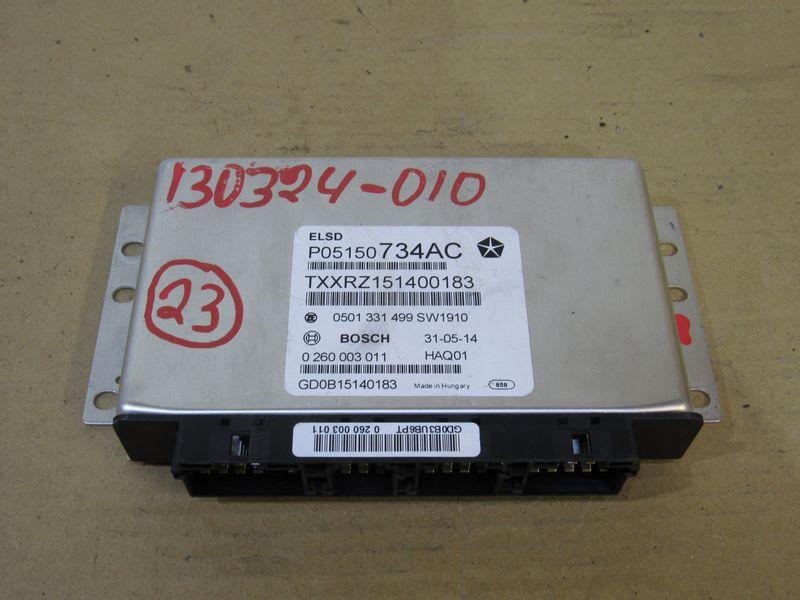 130324-010
23
ELSD
P05150734AC
TXXRZ151400183
0501 331 499 SW1910
BOSCH 31-05-14
0 260 003 011 HAQ01
GD0B15140183 Made in Hungary 658
GD0B3UB6PT 0 260 003 011